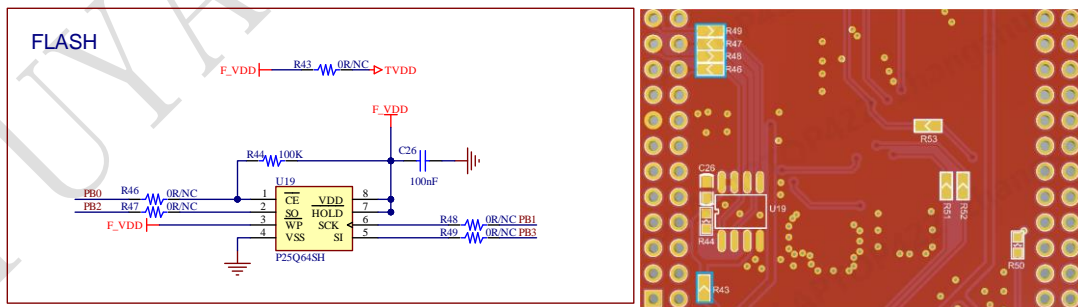 FLASH
F_VDD R43 0R/NC TVDD
F_VDD
R44 100K C26
100nF
U19
PB0 R46 0R/NC 1 CE VDD 8
PB2 R47 0R/NC 2 SO HOLD 7
F_VDD 3 WP SCK 6 R48 0R/NC PB1
4 VSS SI 5 R49 0R/NC PB3
P25Q64SH
R49
R47
R48
R46
R53
C26
U19
R51
R52
R44
R50
R43